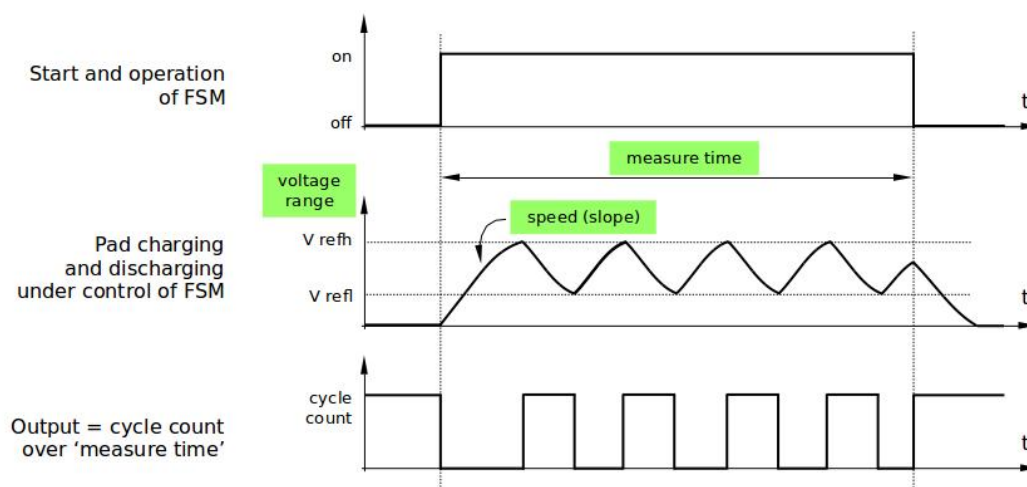 Start and operation
of FSM
on
off
t
measure time
voltage
range
speed (slope)
Pad charging
and discharging
under control of FSM
V refh
V refl
t
Output = cycle count
over ‘measure time’
cycle
count
t